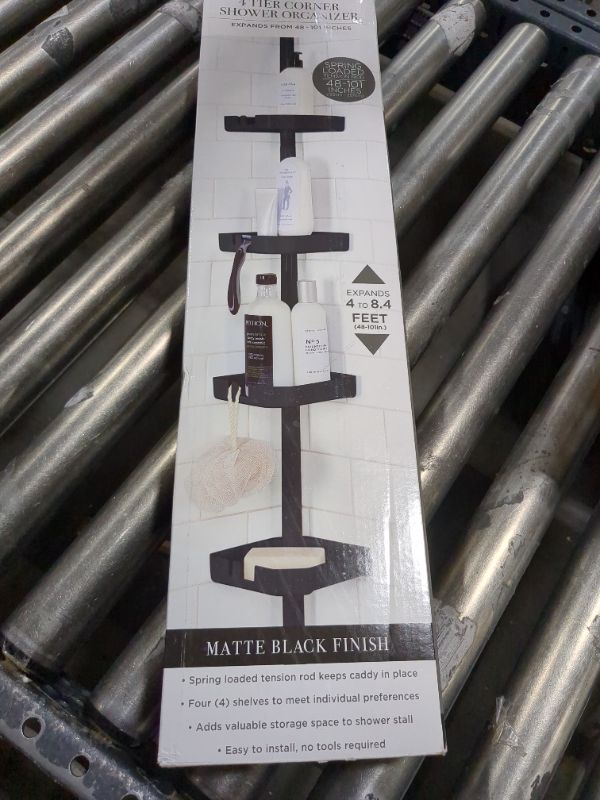 4 TIER CORNER
SHOWER ORGANIZER
EXPANDS FROM 48 - 101 INCHES
SPRING
LOADED
48-101
INCHES
EXPANDS
4 TO 8.4
FEET
(48-101in.)
Nº5
MATTE BLACK FINISH
• Spring loaded tension rod keeps caddy in place
• Four (4) shelves to meet individual preferences
• Adds valuable storage space to shower stall
• Easy to install, no tools required